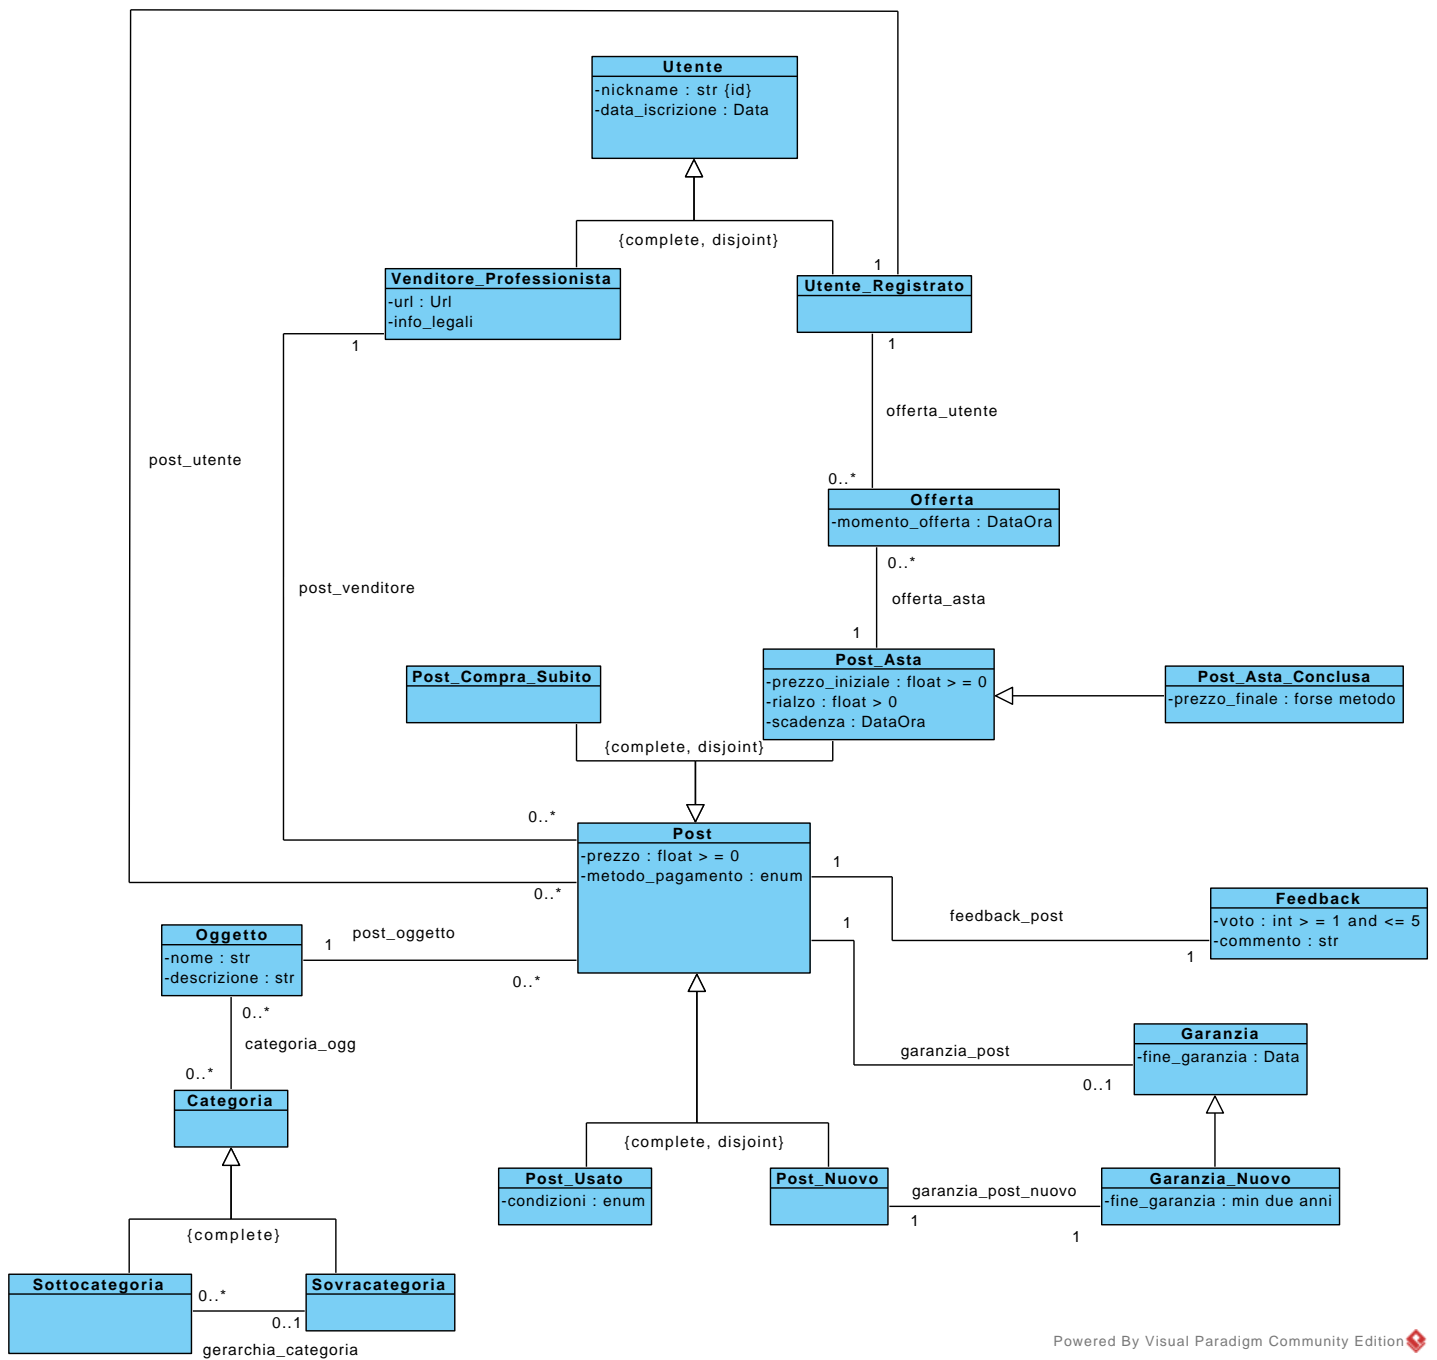 Utente
-nickname : str {id}
-data_iscrizione : Data
{complete, disjoint}
Venditore_Professionista
-url : Url
-info_legali
1
1
Utente_Registrato
1
offerta_utente
post_utente
0..*
Offerta
-momento_offerta : DataOra
0..*
post_venditore
offerta_asta
1
Post_Compra_Subito
Post_Asta
-prezzo_iniziale : float > = 0
-rialzo : float > 0
-scadenza : DataOra
Post_Asta_Conclusa
-prezzo_finale : forse metodo
{complete, disjoint}
0..*
Post
-prezzo : float > = 0
-metodo_pagamento : enum
0..*
1
feedback_post
1
Feedback
-voto : int > = 1 and <= 5
-commento : str
1
Oggetto
-nome : str
-descrizione : str
1
post_oggetto
0..*
0..*
categoria_ogg
0..*
garanzia_post
0..1
Garanzia
-fine_garanzia : Data
Categoria
{complete, disjoint}
Post_Usato
-condizioni : enum
Post_Nuovo
garanzia_post_nuovo
1
1
Garanzia_Nuovo
-fine_garanzia : min due anni
{complete}
Sottocategoria
0..*
0..1
Sovracategoria
gerarchia_categoria
Powered By Visual Paradigm Community Edition